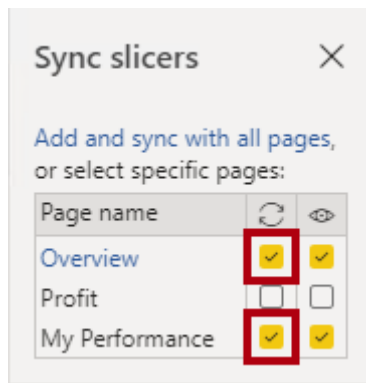 Sync slicers
Add and sync with all pages,
or select specific pages:
Page name
Overview
Profit
My Performance